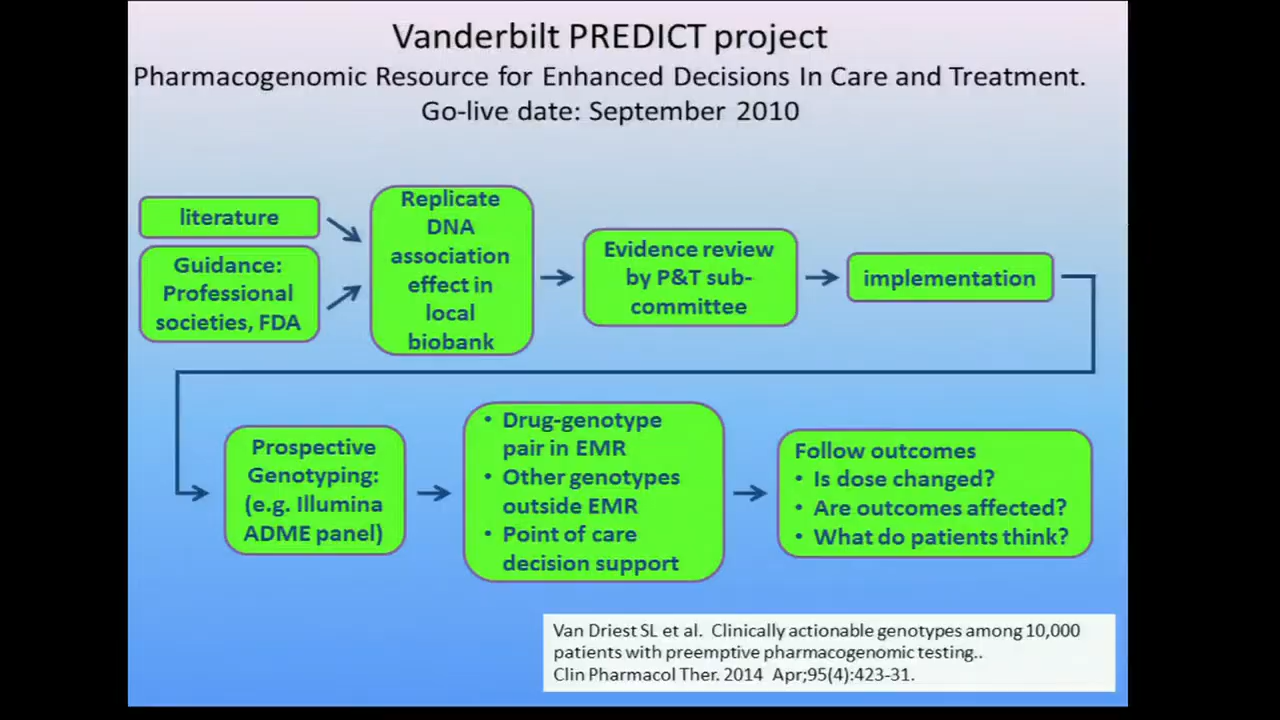 Vanderbilt PREDICT project
Pharmacogenomic Resource for Enhanced Decisions In Care and Treatment.
Go-live date: September 2010
literature
Guidance:
Professional
societies, FDA
Replicate
DNA
association
effect in
local
biobank
Evidence review
by P&T sub-
committee
implementation
Prospective
Genotyping:
(e.g. Illumina
ADME panel)
• Drug-genotype
pair in EMR
• Other genotypes
outside EMR
• Point of care
decision support
Follow outcomes
• Is dose changed?
• Are outcomes affected?
• What do patients think?
Van Driest SL et al. Clinically actionable genotypes among 10,000
patients with preemptive pharmacogenomic testing..
Clin Pharmacol Ther. 2014 Apr;95(4):423-31.